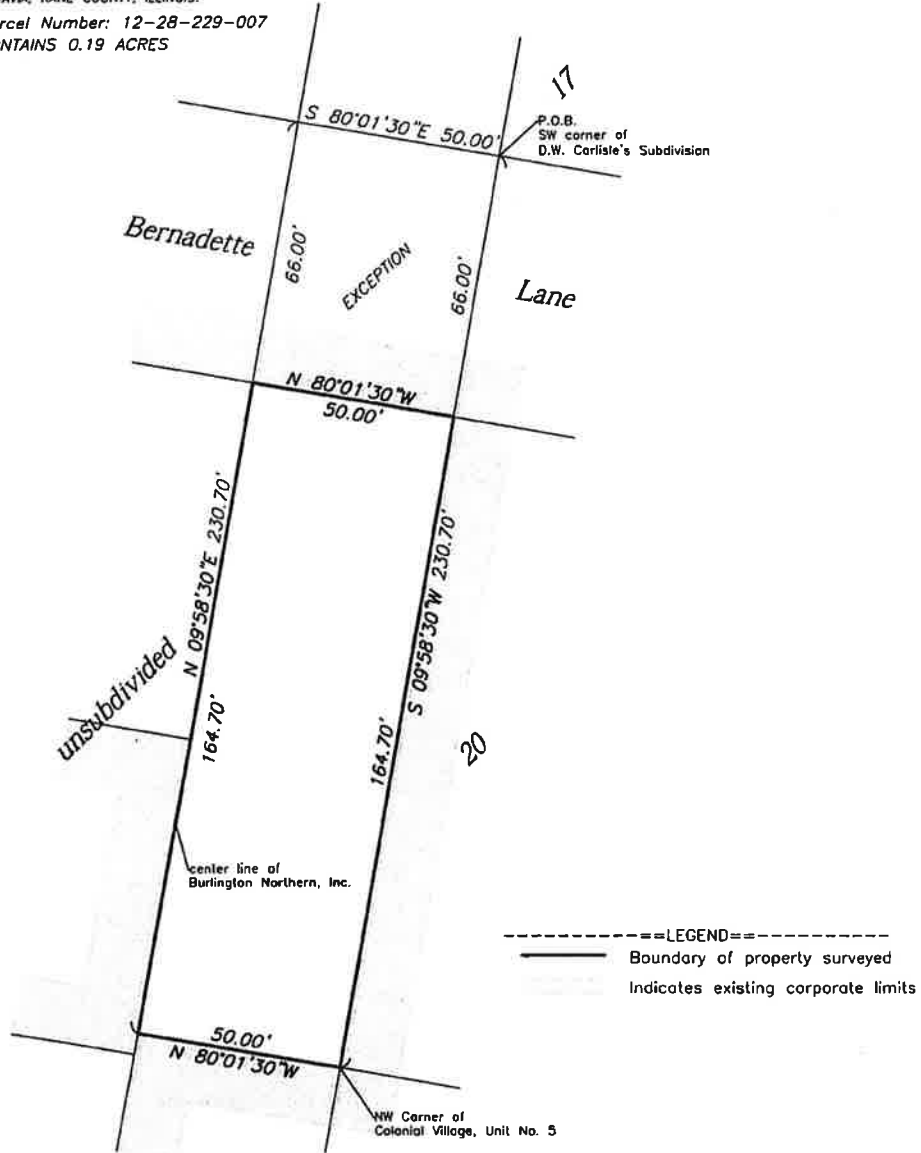 KANE COUNTY, ILLINOIS.
rcel Number: 12-28-229-007
NTAINS 0.19 ACRES
17
S 80°01'30"E 50.00'
P.O.B.
SW corner of
D.W. Carlisle's Subdivision
Bernadette
66.00'
EXCEPTION
66.00'
Lane
N 80°01'30"W
50.00'
N 09°58'30"E 230.70'
S 09°58'30"W 230.70'
unsubdivided
164.70'
164.70'
20
center line of
Burlington Northern, Inc.
----------==LEGEND==----------
Boundary of property surveyed
Indicates existing corporate limits
50.00'
N 80°01'30"W
NW Corner of
Colonial Village, Unit No. 5